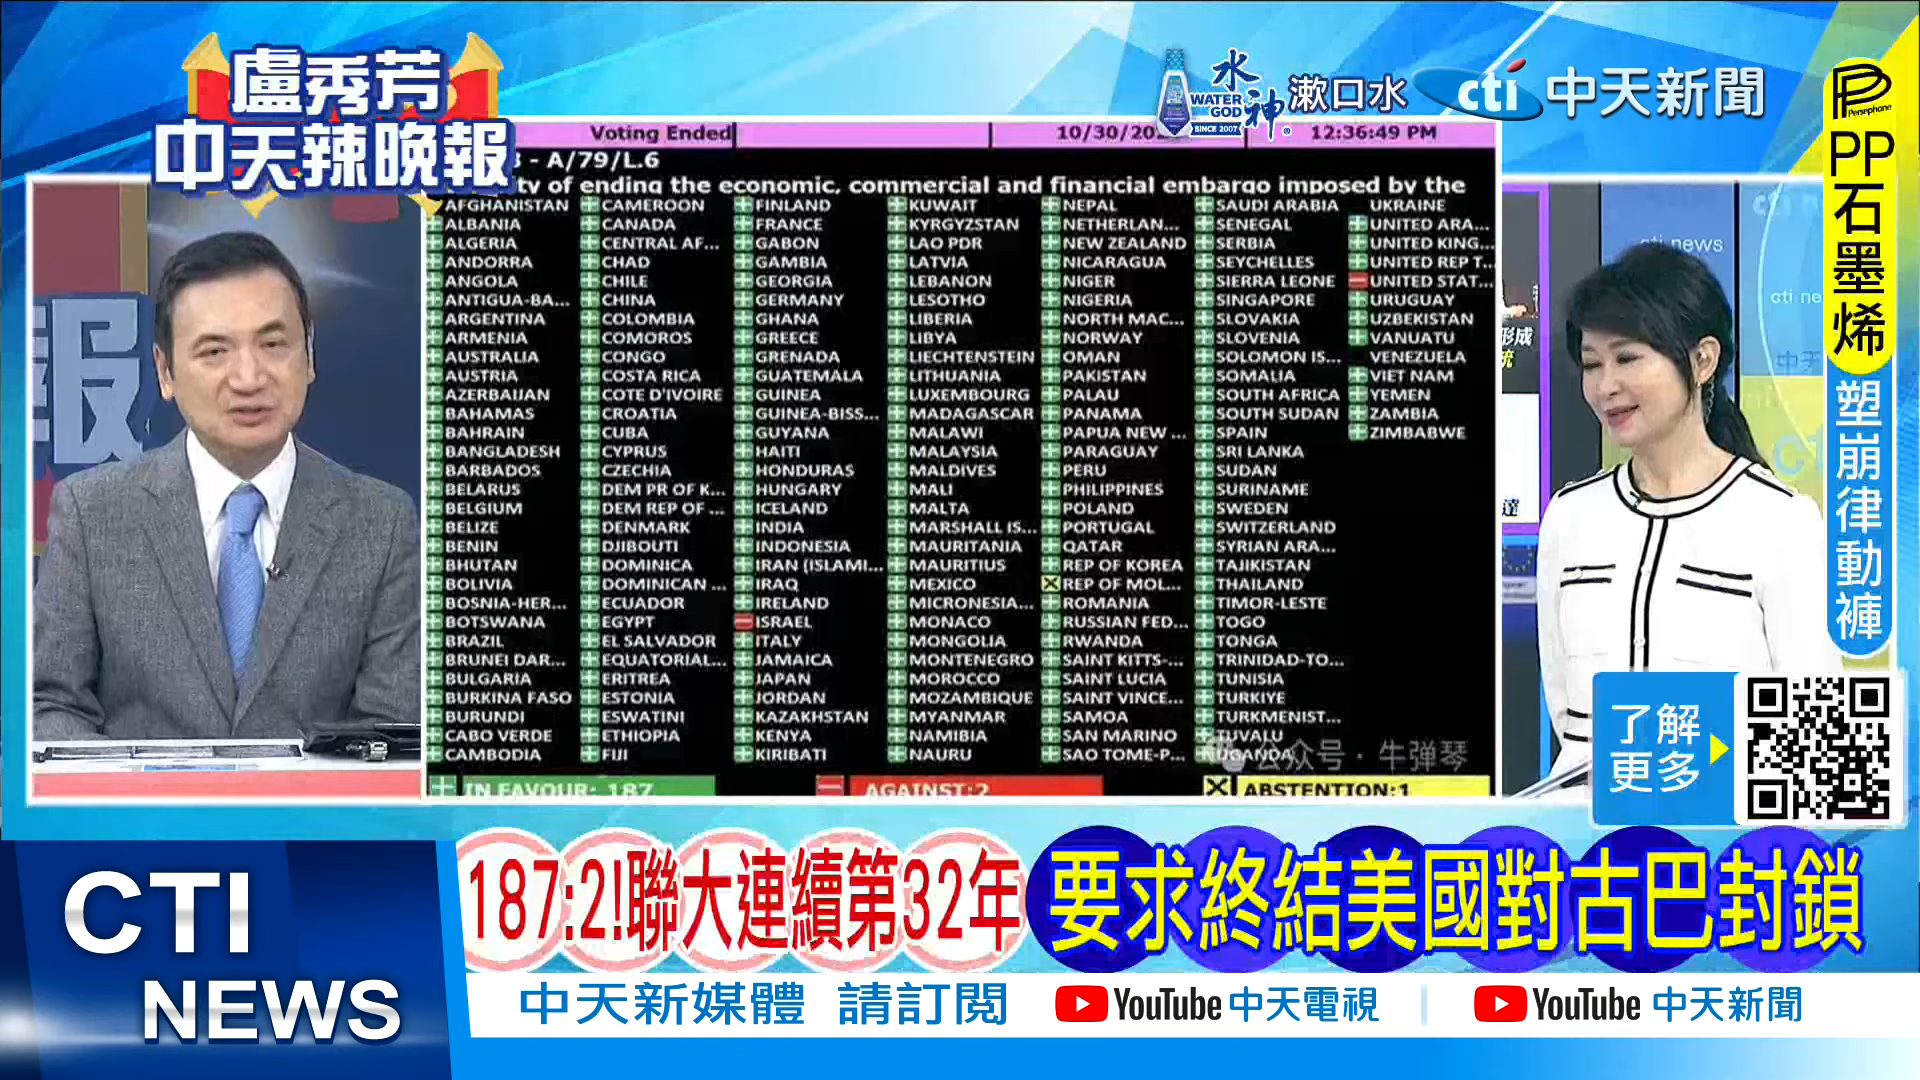 盧秀芳
中天辣晚報
水神
WATER GOD
SINCE 2007
漱口水
cti 中天新聞
Persephone
PP石墨烯
塑崩律動褲
了解
更多
報
cti news
形成
Voting Ended
12:36:49 PM
- A/79/L.6
ty of ending the economic, commercial and financial embargo imposed by the
AFGHANISTAN
ALBANIA
ALGERIA
ANDORRA
ANGOLA
ANTIGUA-BA...
ARGENTINA
ARMENIA
AUSTRALIA
AUSTRIA
AZERBAIJAN
BAHAMAS
BAHRAIN
BANGLADESH
BARBADOS
BELARUS
BELGIUM
BELIZE
BENIN
BHUTAN
BOLIVIA
BOSNIA-HER...
BOTSWANA
BRAZIL
BRUNEI DAR...
BULGARIA
BURKINA FASO
BURUNDI
CABO VERDE
CAMBODIA
CAMEROON
CANADA
CENTRAL AF...
CHAD
CHILE
CHINA
COLOMBIA
COMOROS
CONGO
COSTA RICA
COTE D'IVOIRE
CROATIA
CUBA
CYPRUS
CZECHIA
DEM PR OF K...
DEM REP OF ...
DENMARK
DJIBOUTI
DOMINICA
DOMINICAN ...
ECUADOR
EGYPT
EL SALVADOR
EQUATORIAL...
ERITREA
ESTONIA
ESWATINI
ETHIOPIA
FIJI
FINLAND
FRANCE
GABON
GAMBIA
GEORGIA
GERMANY
GHANA
GREECE
GRENADA
GUATEMALA
GUINEA
GUINEA-BISS...
GUYANA
HAITI
HONDURAS
HUNGARY
ICELAND
INDIA
INDONESIA
IRAN (ISLAMI...
IRAQ
IRELAND
ISRAEL
ITALY
JAMAICA
JAPAN
JORDAN
KAZAKHSTAN
KENYA
KIRIBATI
KUWAIT
KYRGYZSTAN
LAO PDR
LATVIA
LEBANON
LESOTHO
LIBERIA
LIBYA
LIECHTENSTEIN
LITHUANIA
LUXEMBOURG
MADAGASCAR
MALAWI
MALAYSIA
MALDIVES
MALI
MALTA
MARSHALL IS...
MAURITANIA
MAURITIUS
MEXICO
MICRONESIA...
MONACO
MONGOLIA
MONTENEGRO
MOROCCO
MOZAMBIQUE
MYANMAR
NAMIBIA
NAURU
NEPAL
NETHERLAN...
NEW ZEALAND
NICARAGUA
NIGER
NIGERIA
NORTH MAC...
NORWAY
OMAN
PAKISTAN
PALAU
PANAMA
PAPUA NEW ...
PARAGUAY
PERU
PHILIPPINES
POLAND
PORTUGAL
QATAR
REP OF KOREA
REP OF MOL...
ROMANIA
RUSSIAN FED...
RWANDA
SAINT KITTS-...
SAINT LUCIA
SAINT VINCE...
SAMOA
SAN MARINO
SAO TOME-P...
SAUDI ARABIA
SENEGAL
SERBIA
SEYCHELLES
SIERRA LEONE
SINGAPORE
SLOVAKIA
SLOVENIA
SOLOMON IS...
SOMALIA
SOUTH AFRICA
SOUTH SUDAN
SPAIN
SRI LANKA
SUDAN
SURINAME
SWEDEN
SWITZERLAND
SYRIAN ARA...
TAJIKISTAN
THAILAND
TIMOR-LESTE
TOGO
TONGA
TRINIDAD-TO...
TUNISIA
TURKIYE
TURKMENIST...
TUVALU
UGANDA
UKRAINE
UNITED ARA...
UNITED KING...
UNITED REP T...
UNITED STAT...
URUGUAY
UZBEKISTAN
VANUATU
VENEZUELA
VIET NAM
YEMEN
ZAMBIA
ZIMBABWE
公众号 · 牛弹琴
IN FAVOUR: 187
AGAINST:2
ABSTENTION:1
CTI
NEWS
187:2!聯大連續第32年 要求終結美國對古巴封鎖
中天新媒體 請訂閱 YouTube 中天電視 YouTube 中天新聞